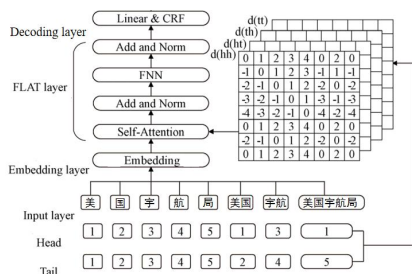 Linear & CRF
Decoding layer
Add and Norm
FNN
FLAT layer
Add and Norm
Self-Attention
Embedding layer
Embedding
d(tt)
d(th)
d(ht)
d(hh)
0 1 2 3 4 0 2 0
-1 0 1 2 3 -1 1 -1
-2 -1 0 1 2 -2 0 -2
-3 -2 -1 0 1 -3 -1 -3
-4 -3 -2 -1 0 -4 -2 -4
0 1 2 3 4 0 2 0
-2 -1 0 1 2 -2 0 -2
0 1 2 3 4 0 2 0
美 国 宇 航 局 美国 宇航 美国宇航局
Input layer
Head 1 2 3 4 5 1 3 1
Tail 1 2 3 4 5 2 4 5